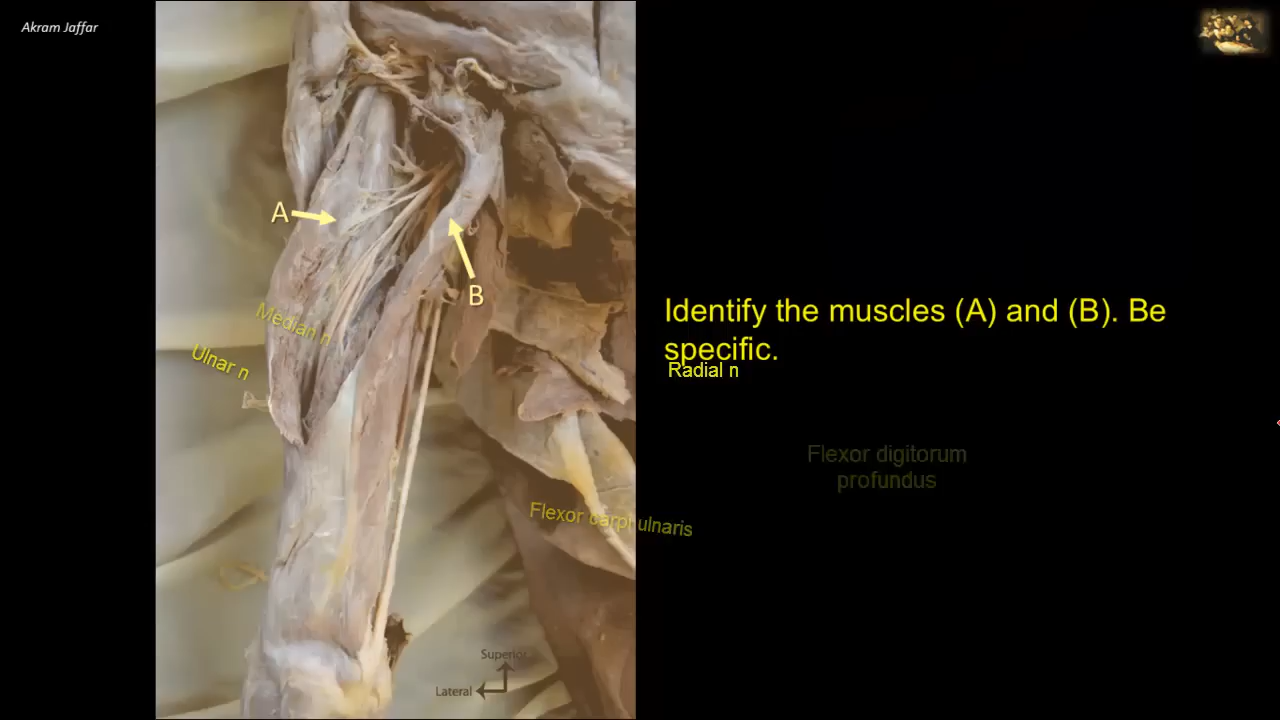 Akram Jaffar
A
B
Median n
Ulnar n
Identify the muscles (A) and (B). Be
specific.
Radial n
Flexor digitorum
profundus
Flexor carpi ulnaris
Superior
Lateral